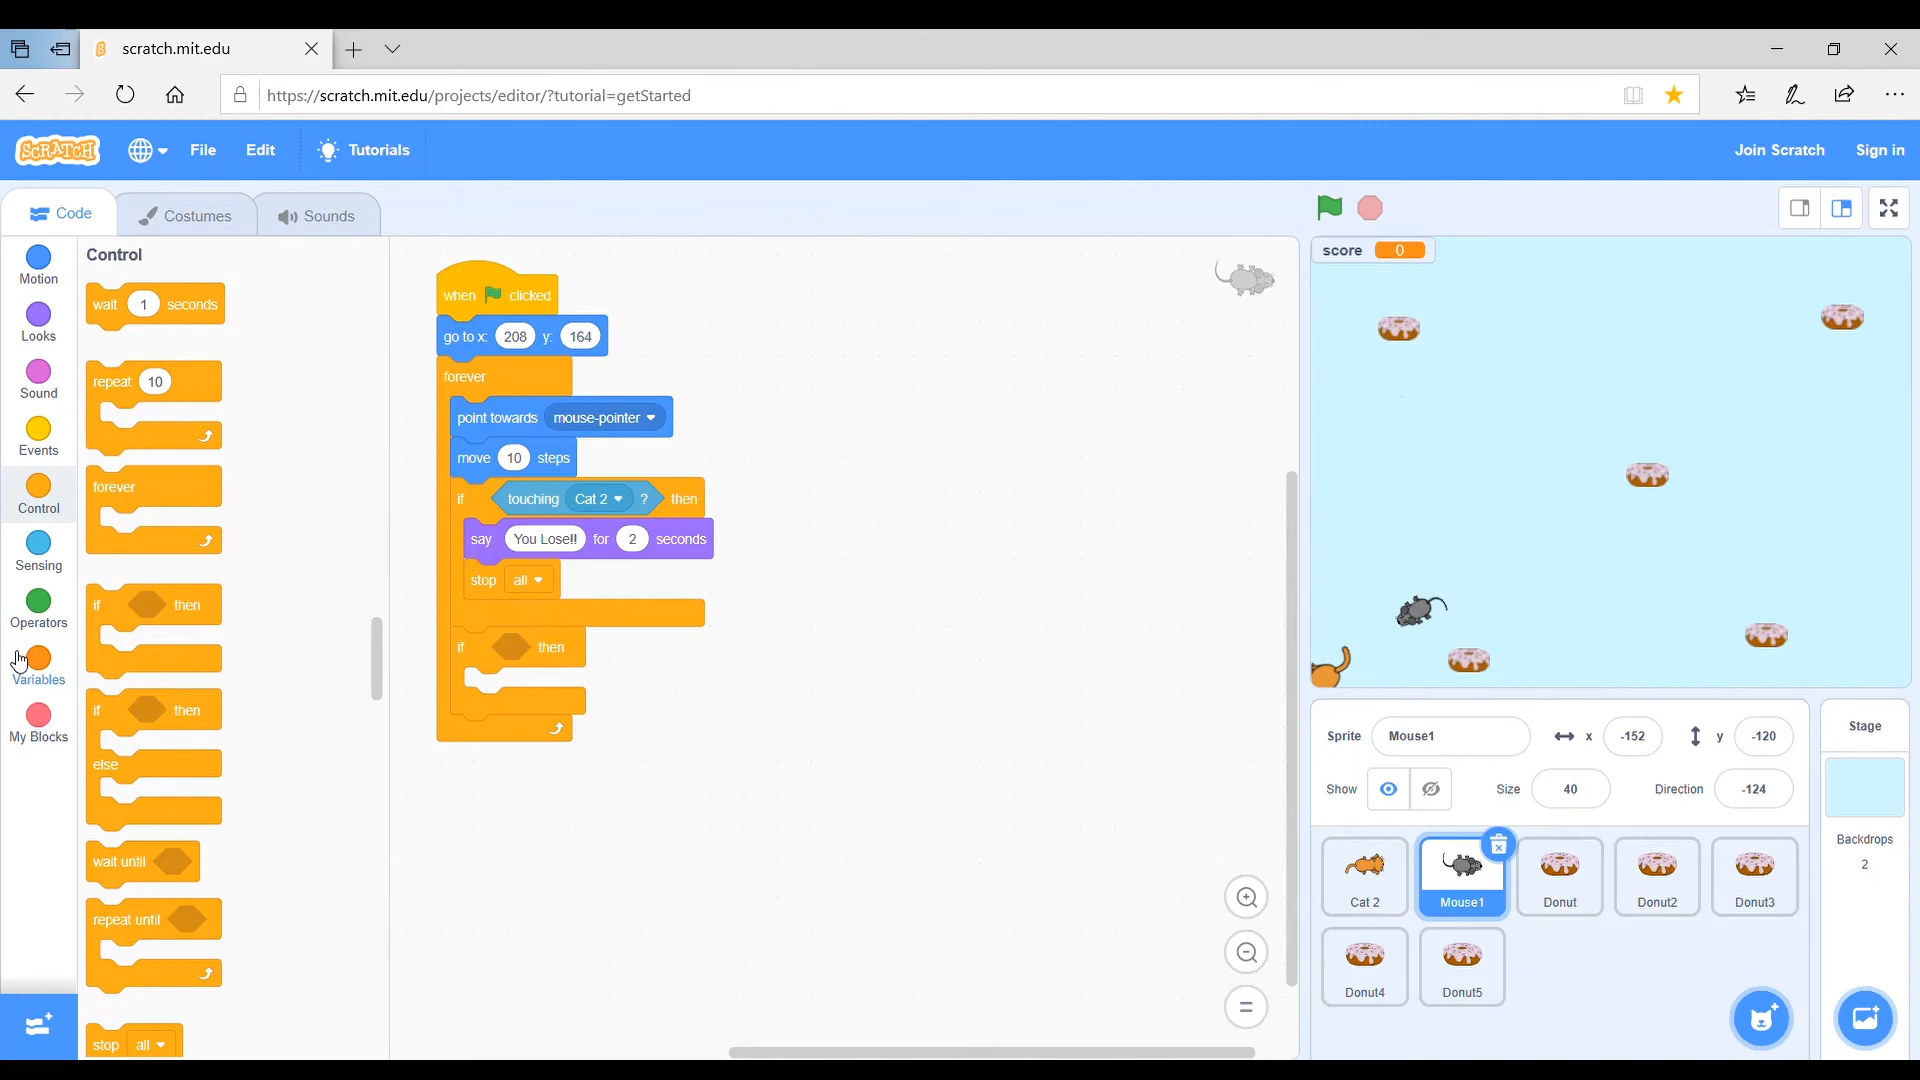 scratch.mit.edu
https://scratch.mit.edu/projects/editor/?tutorial=getStarted
SCRATCH File Edit Tutorials Join Scratch Sign in
Code Costumes Sounds
score 0
Motion
Looks
Sound
Events
Control
Sensing
Operators
Variables
My Blocks
Control
wait 1 seconds
repeat 10
forever
if then
if then
else
wait until
repeat until
stop all
when clicked
go to x: 208 y: 164
forever
point towards mouse-pointer
move 10 steps
if touching Cat 2 ? then
say You Lose!! for 2 seconds
stop all
if then
Sprite Mouse1 x -152 y -120
Show Size 40 Direction -124
Cat 2 Mouse1 Donut Donut2 Donut3
Donut4 Donut5
Stage
Backdrops
2